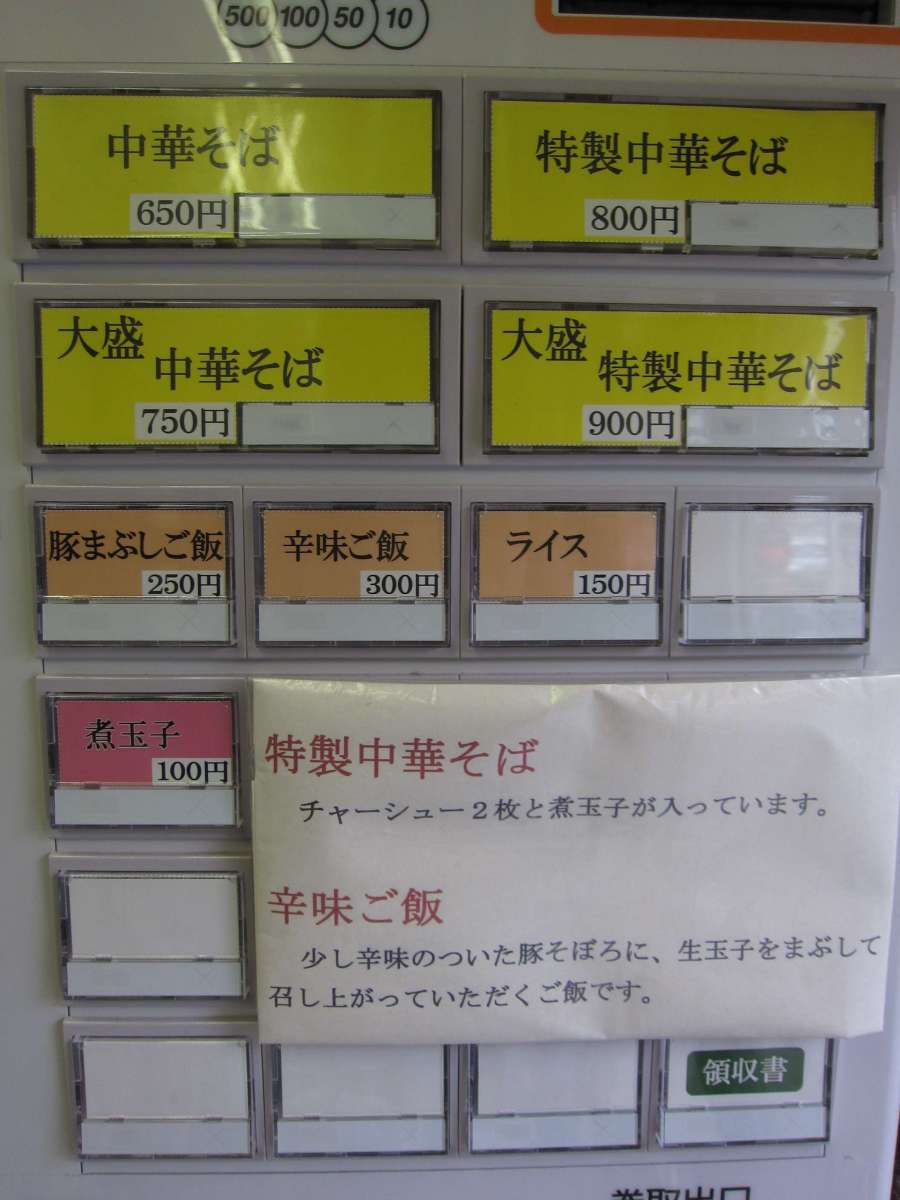 500 100 50 10
中華そば
650円
特製中華そば
800円
大盛
中華そば
750円
大盛
特製中華そば
900円
豚まぶしご飯
250円
辛味ご飯
300円
ライス
150円
煮玉子
100円
特製中華そば
チャーシュー２枚と煮玉子が入っています。
辛味ご飯
少し辛味のついた豚そぼろに、生玉子をまぶして
召し上がっていただくご飯です。
領収書
券取出口